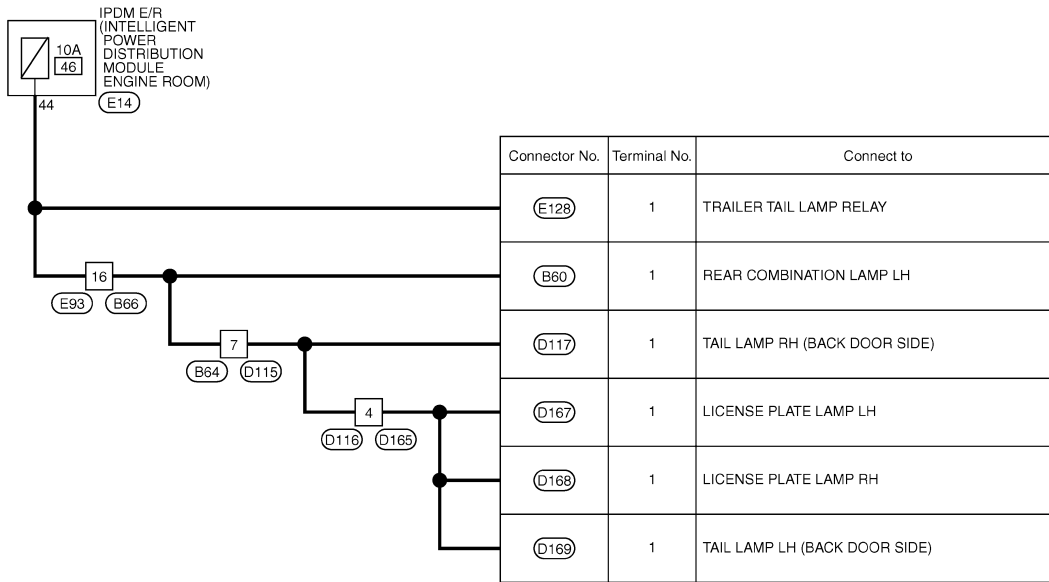 IPDM E/R
(INTELLIGENT
POWER
DISTRIBUTION
MODULE
ENGINE ROOM)
10A
46
44
E14
Connector No. Terminal No. Connect to
E128 1 TRAILER TAIL LAMP RELAY
16
E93 B66
B60 1 REAR COMBINATION LAMP LH
7
B64 D115
D117 1 TAIL LAMP RH (BACK DOOR SIDE)
4
D116 D165
D167 1 LICENSE PLATE LAMP LH
D168 1 LICENSE PLATE LAMP RH
D169 1 TAIL LAMP LH (BACK DOOR SIDE)